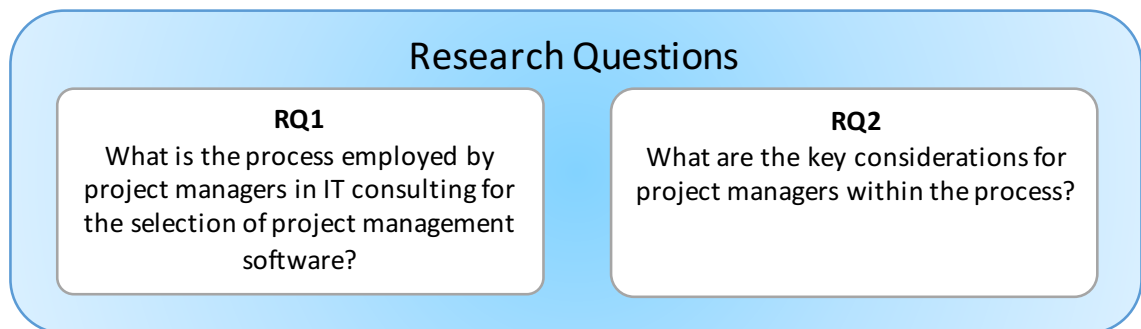 Research Questions
RQ1
What is the process employed by
project managers in IT consulting for
the selection of project management
software?
RQ2
What are the key considerations for
project managers within the process?